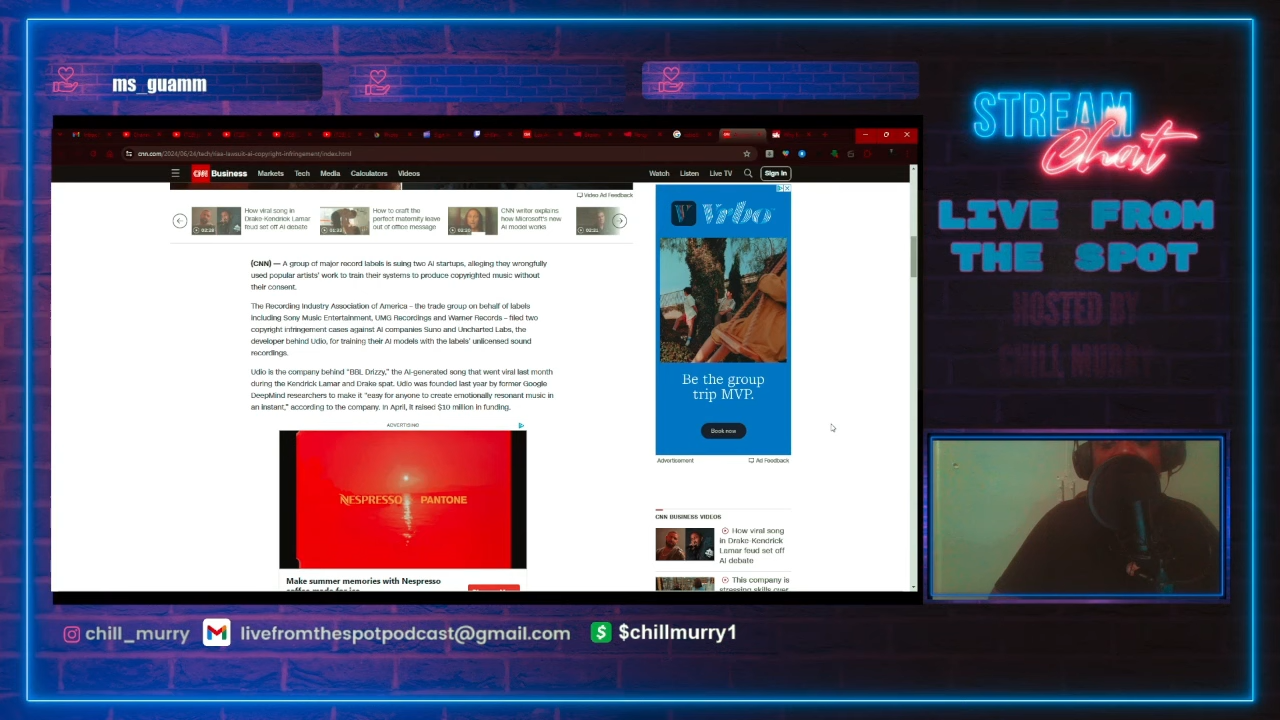 ms_guamm
STREAM
Chat
LIVE FROM
THE SPOT
cnn.com/2024/06/24/tech/riaa-lawsuit-ai-copyright-infringement/index.html
CNN Business Markets Tech Media Calculators Videos
Watch Listen Live TV Sign in
Video Ad Feedback
How viral song in
Drake-Kendrick Lamar
feud set off AI debate
How to craft the
perfect maternity leave
out of office message
CNN writer explains
how Microsoft's new
AI model works
(CNN) — A group of major record labels is suing two AI startups, alleging they wrongfully
used popular artists' work to train their systems to produce copyrighted music without
their consent.
The Recording Industry Association of America – the trade group on behalf of labels
including Sony Music Entertainment, UMG Recordings and Warner Records – filed two
copyright infringement cases against AI companies Suno and Uncharted Labs, the
developer behind Udio, for training their AI models with the labels' unlicensed sound
recordings.
Udio is the company behind "BBL Drizzy," the AI-generated song that went viral last month
during the Kendrick Lamar and Drake spat. Udio was founded last year by former Google
DeepMind researchers to make it "easy for anyone to create emotionally resonant music in
an instant," according to the company. In April, it raised $10 million in funding.
ADVERTISING
NESPRESSO PANTONE
Make summer memories with Nespresso
Vrbo
Be the group
trip MVP.
Book now
Advertisement Ad Feedback
CNN BUSINESS VIDEOS
How viral song
in Drake-Kendrick
Lamar feud set off
AI debate
This company is
stressing skills over
chill_murry livefromthespotpodcast@gmail.com $chillmurry1